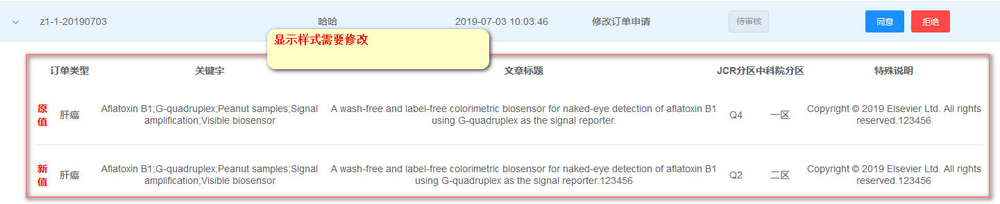 z1-1-20190703 哈哈 2019-07-03 10:03:46 修改订单申请 待审核 同意 拒绝
显示样式需要修改
订单类型 关键字 文章标题 JCR分区 中科院分区 特殊说明
原值 肝癌 Aflatoxin B1;G-quadruplex;Peanut samples;Signal A wash-free and label-free colorimetric biosensor for naked-eye detection of aflatoxin B1 Q4 一区 Copyright © 2019 Elsevier Ltd. All rights
amplification;Visible biosensor using G-quadruplex as the signal reporter. reserved.123456
新值 肝癌 Aflatoxin B1;G-quadruplex;Peanut samples;Signal A wash-free and label-free colorimetric biosensor for naked-eye detection of aflatoxin B1 Q2 二区 Copyright © 2019 Elsevier Ltd. All rights
amplification;Visible biosensor using G-quadruplex as the signal reporter.123456 reserved.123456